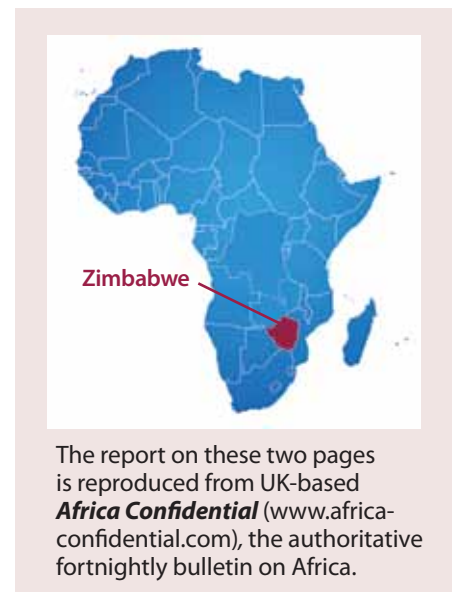 Zimbabwe
The report on these two pages
is reproduced from UK-based
Africa Confidential (www.africa-
confidential.com), the authoritative
fortnightly bulletin on Africa.